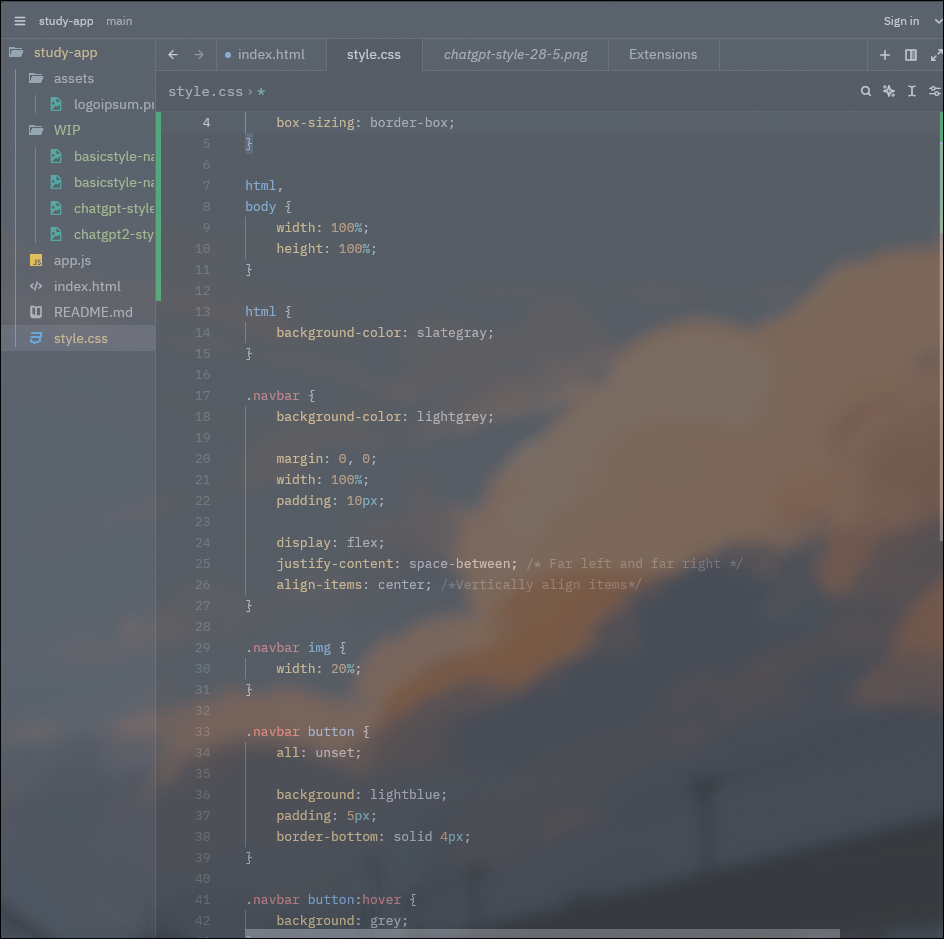 study-app main Sign in
study-app
assets
logoipsum.pr
WIP
basicstyle-na
basicstyle-na
chatgpt-style
chatgpt2-sty
app.js
index.html
README.md
style.css
index.html style.css chatgpt-style-28-5.png Extensions
style.css › *
4 box-sizing: border-box;
5 }
6
7 html,
8 body {
9 width: 100%;
10 height: 100%;
11 }
12
13 html {
14 background-color: slategray;
15 }
16
17 .navbar {
18 background-color: lightgrey;
19
20 margin: 0, 0;
21 width: 100%;
22 padding: 10px;
23
24 display: flex;
25 justify-content: space-between; /* Far left and far right */
26 align-items: center; /*Vertically align items*/
27 }
28
29 .navbar img {
30 width: 20%;
31 }
32
33 .navbar button {
34 all: unset;
35
36 background: lightblue;
37 padding: 5px;
38 border-bottom: solid 4px;
39 }
40
41 .navbar button:hover {
42 background: grey;